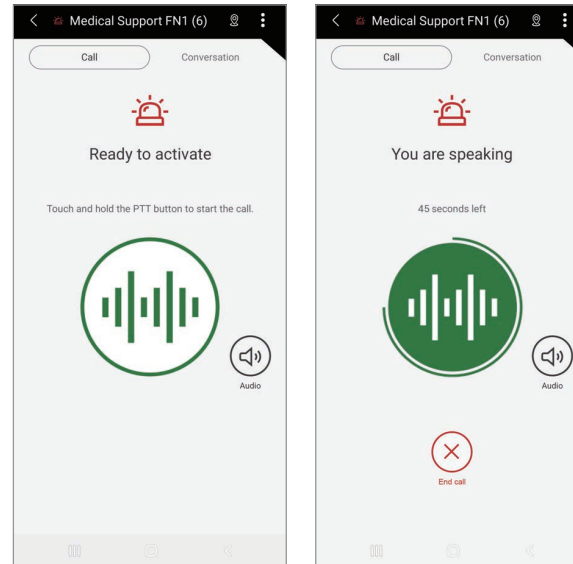 Medical Support FN1 (6)
Call
Conversation
Ready to activate
Touch and hold the PTT button to start the call.
Audio
Medical Support FN1 (6)
Call
Conversation
You are speaking
45 seconds left
Audio
End call